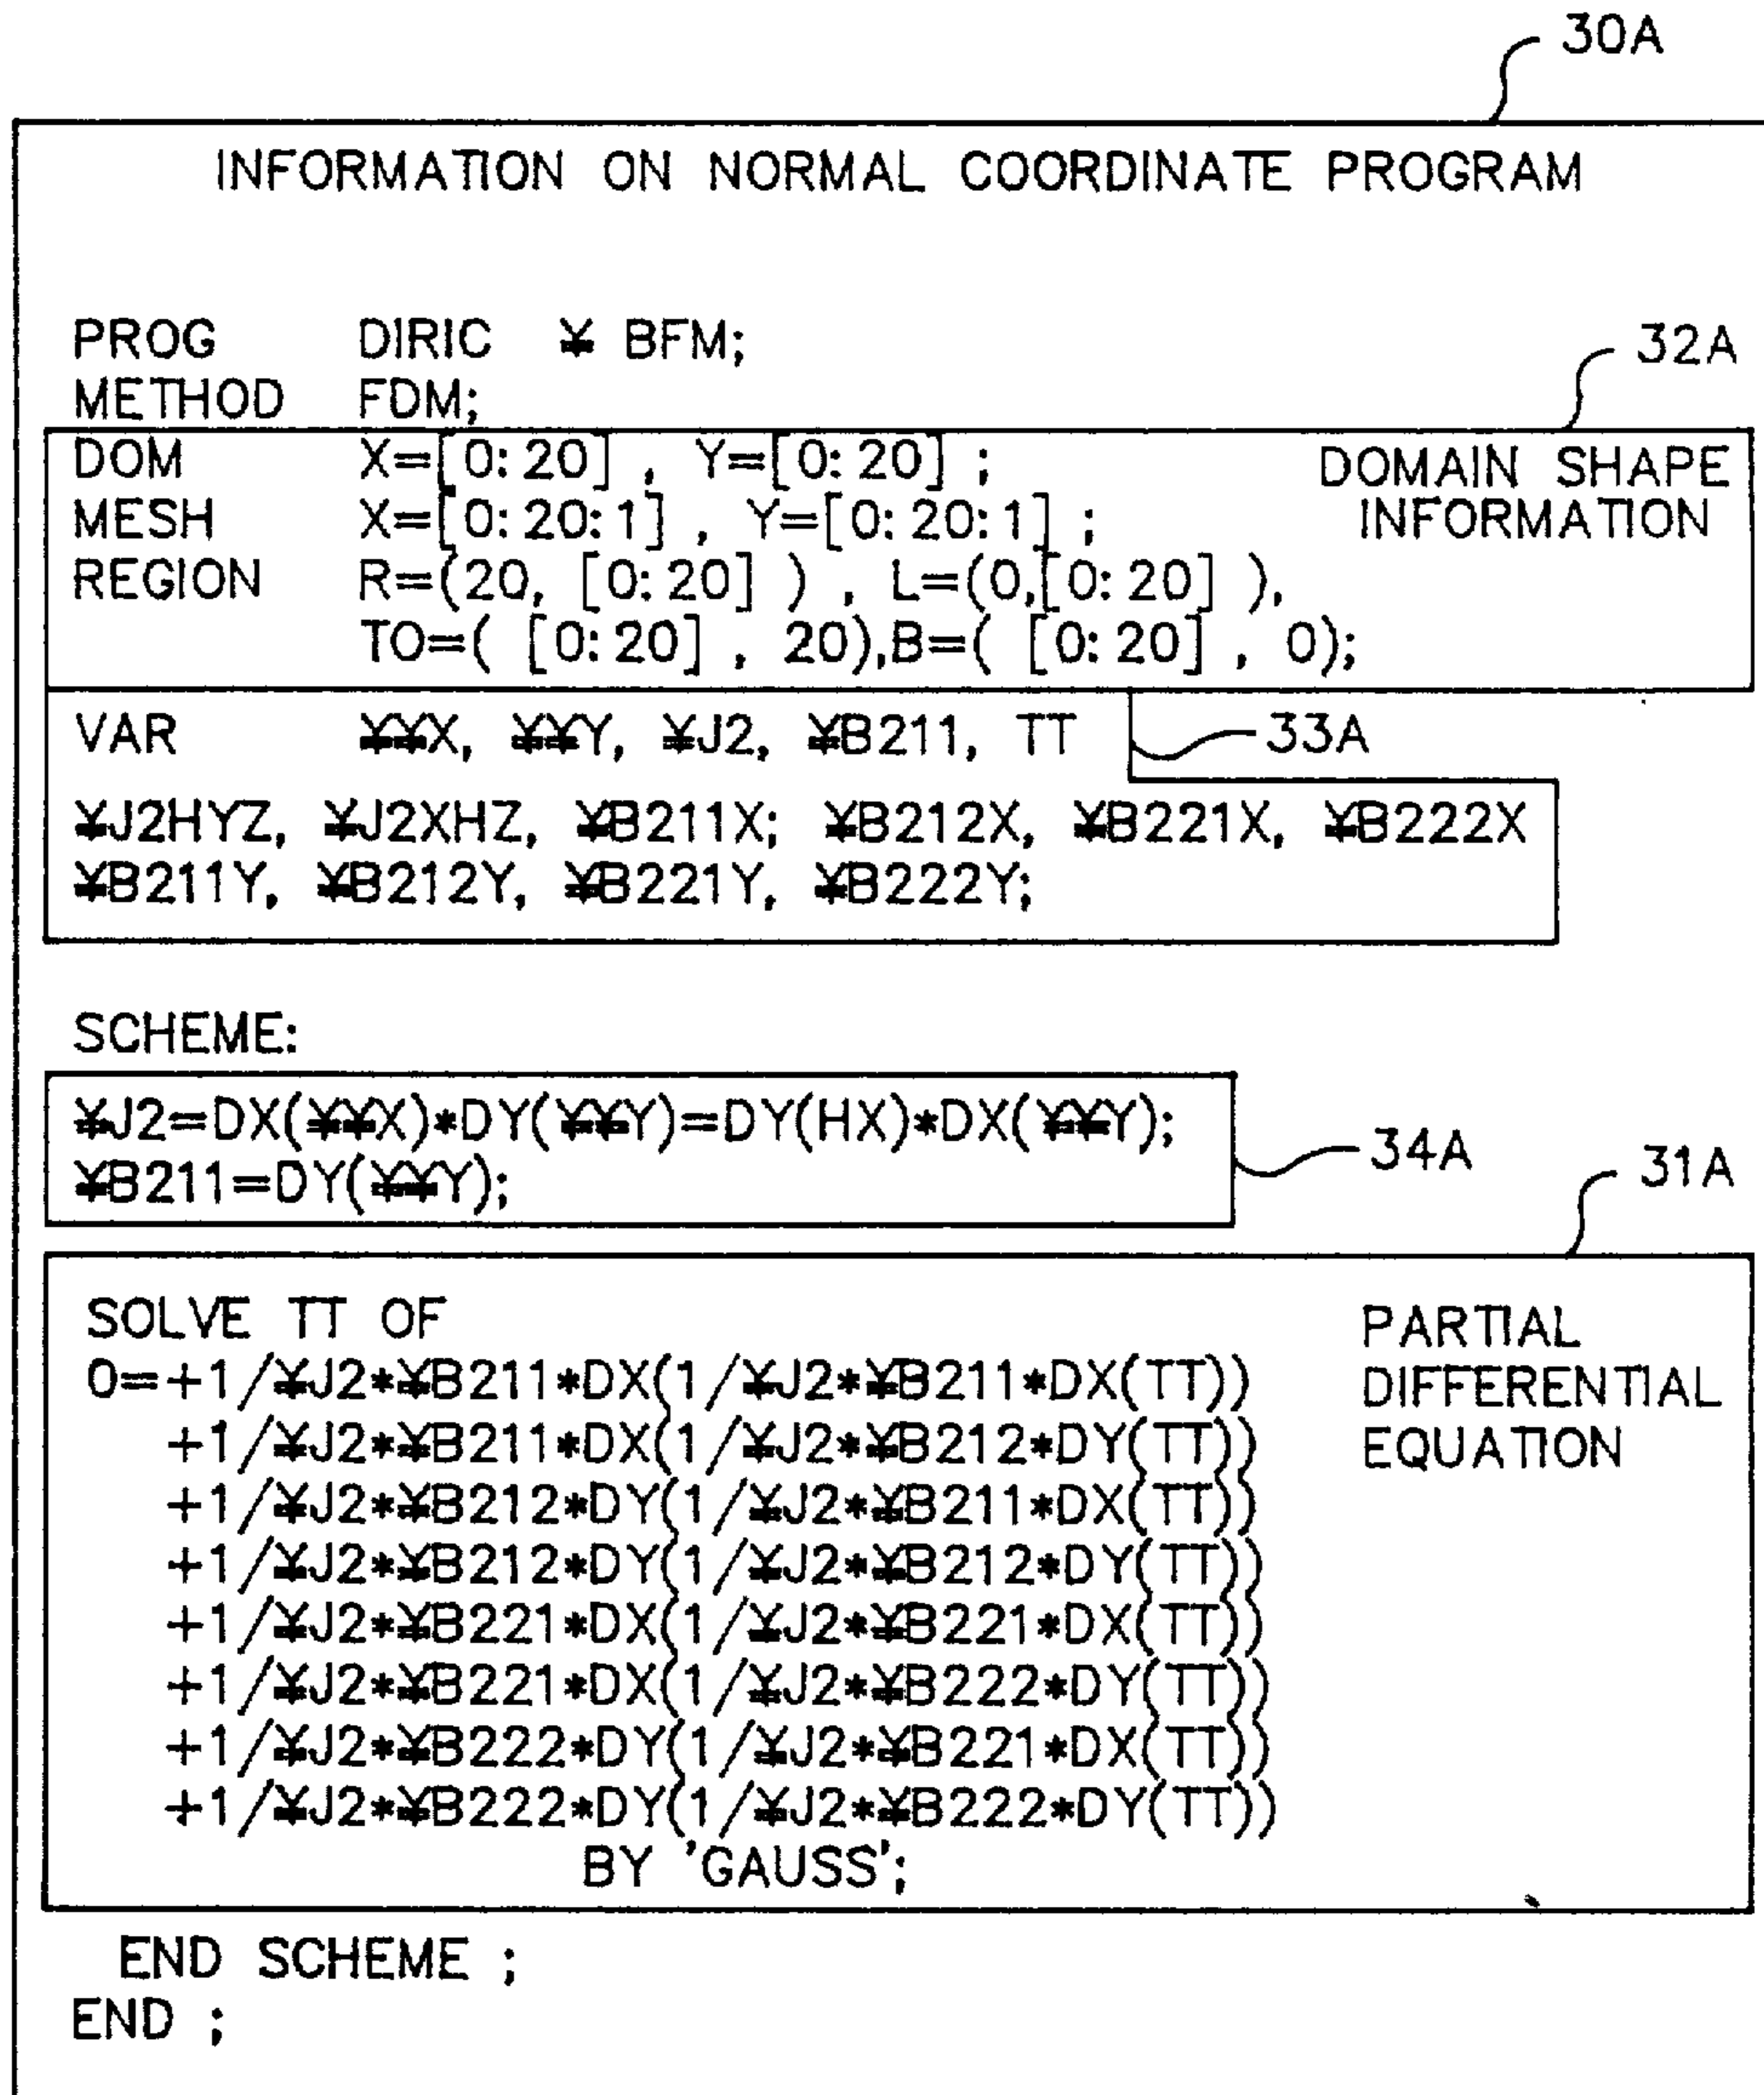 30A
INFORMATION ON NORMAL COORDINATE PROGRAM
PROG DIRIC ¥ BFM;
METHOD FDM;
32A
DOM X=[0:20] , Y=[0:20] ;
MESH X=[0:20:1] , Y=[0:20:1] ;
REGION R=(20, [0:20] ) , L=(0,[0:20] ),
TO=( [0:20] , 20),B=( [0:20] , 0);
DOMAIN SHAPE
INFORMATION
VAR ¥¥X, ¥¥Y, ¥J2, ¥B211, TT
33A
¥J2HYZ, ¥J2XHZ, ¥B211X; ¥B212X, ¥B221X, ¥B222X
¥B211Y, ¥B212Y, ¥B221Y, ¥B222Y;
SCHEME:
¥J2=DX(¥¥X)*DY(¥¥Y)=DY(HX)*DX(¥¥Y);
¥B211=DY(¥¥Y);
34A
31A
SOLVE TT OF
0=+1/¥J2*¥B211*DX(1/¥J2*¥B211*DX(TT))
+1/¥J2*¥B211*DX(1/¥J2*¥B212*DY(TT))
+1/¥J2*¥B212*DY(1/¥J2*¥B211*DX(TT))
+1/¥J2*¥B212*DY(1/¥J2*¥B212*DY(TT))
+1/¥J2*¥B221*DX(1/¥J2*¥B221*DX(TT))
+1/¥J2*¥B221*DX(1/¥J2*¥B222*DY(TT))
+1/¥J2*¥B222*DY(1/¥J2*¥B221*DX(TT))
+1/¥J2*¥B222*DY(1/¥J2*¥B222*DY(TT))
BY 'GAUSS';
PARTIAL
DIFFERENTIAL
EQUATION
END SCHEME ;
END ;